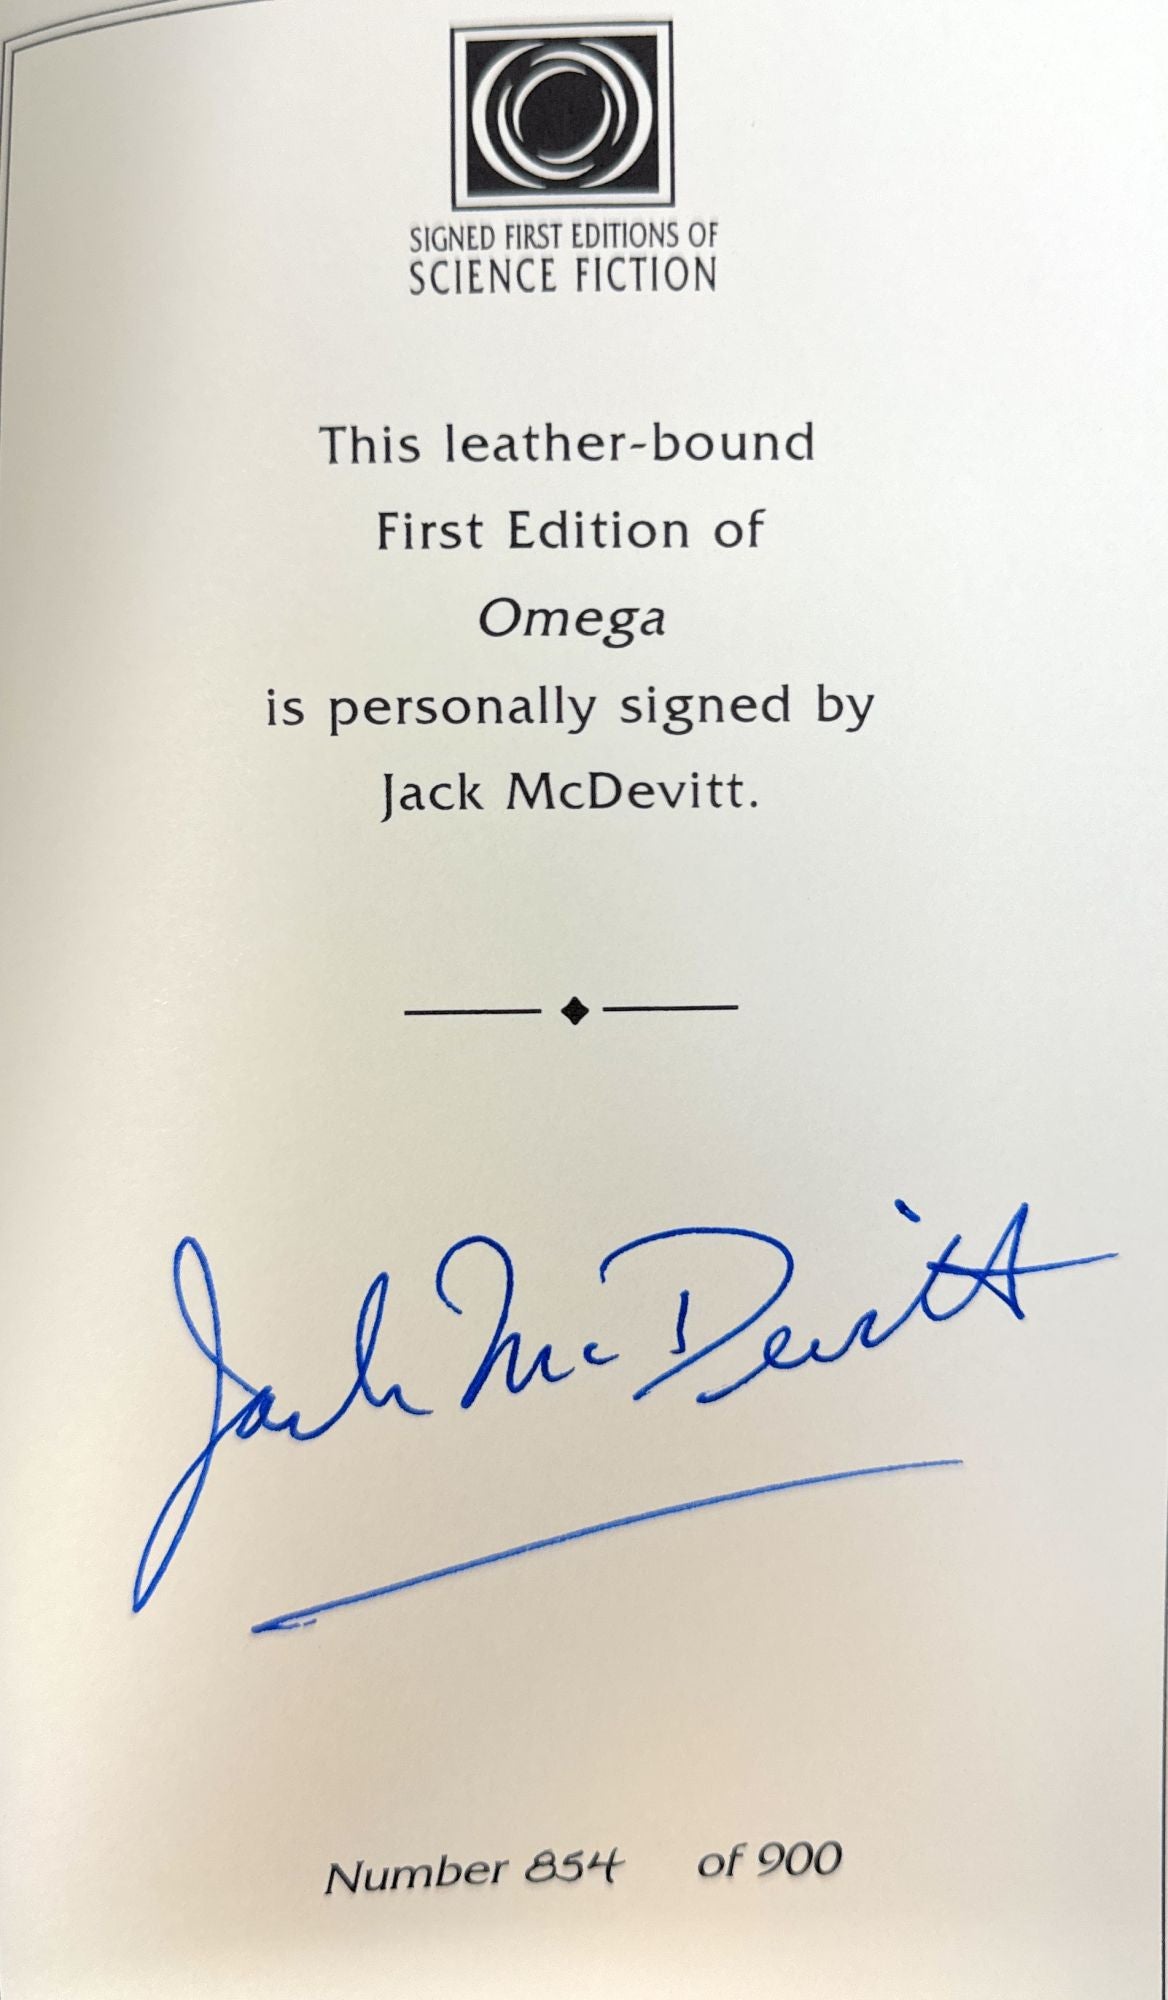 SIGNED FIRST EDITIONS OF
SCIENCE FICTION
This leather-bound
First Edition of
Omega
is personally signed by
Jack McDevitt.
Jack McDevitt
Number 854 of 900